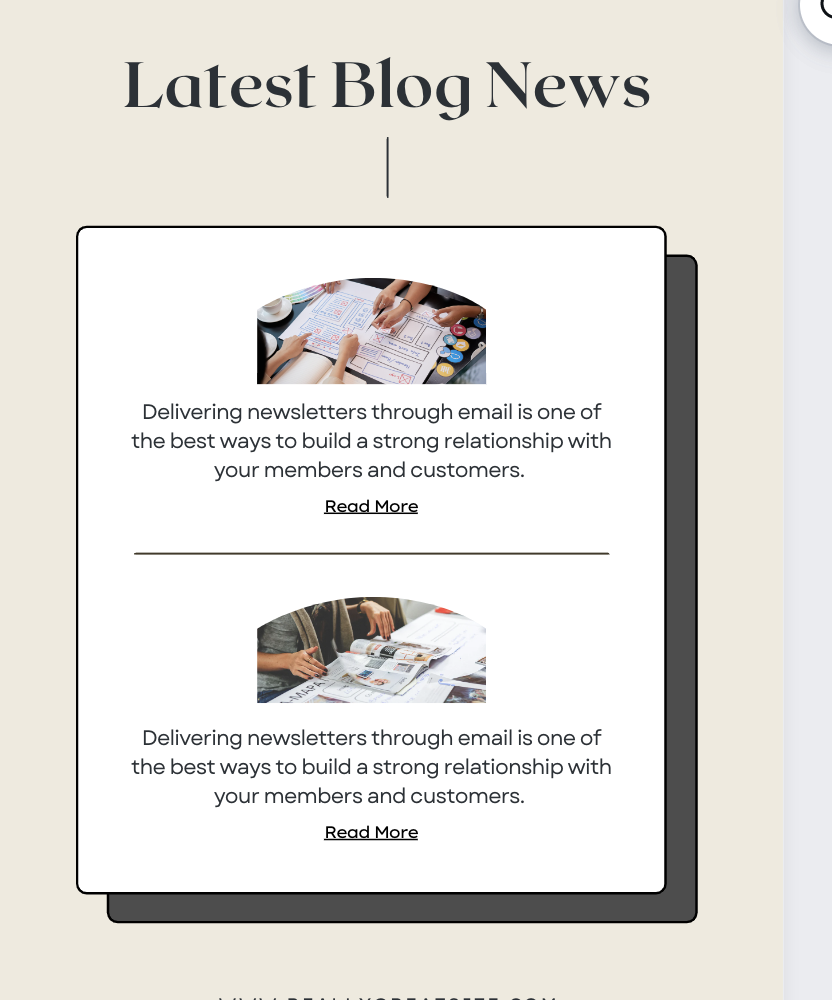 Latest Blog News
Delivering newsletters through email is one of
the best ways to build a strong relationship with
your members and customers.
Read More
Delivering newsletters through email is one of
the best ways to build a strong relationship with
your members and customers.
Read More